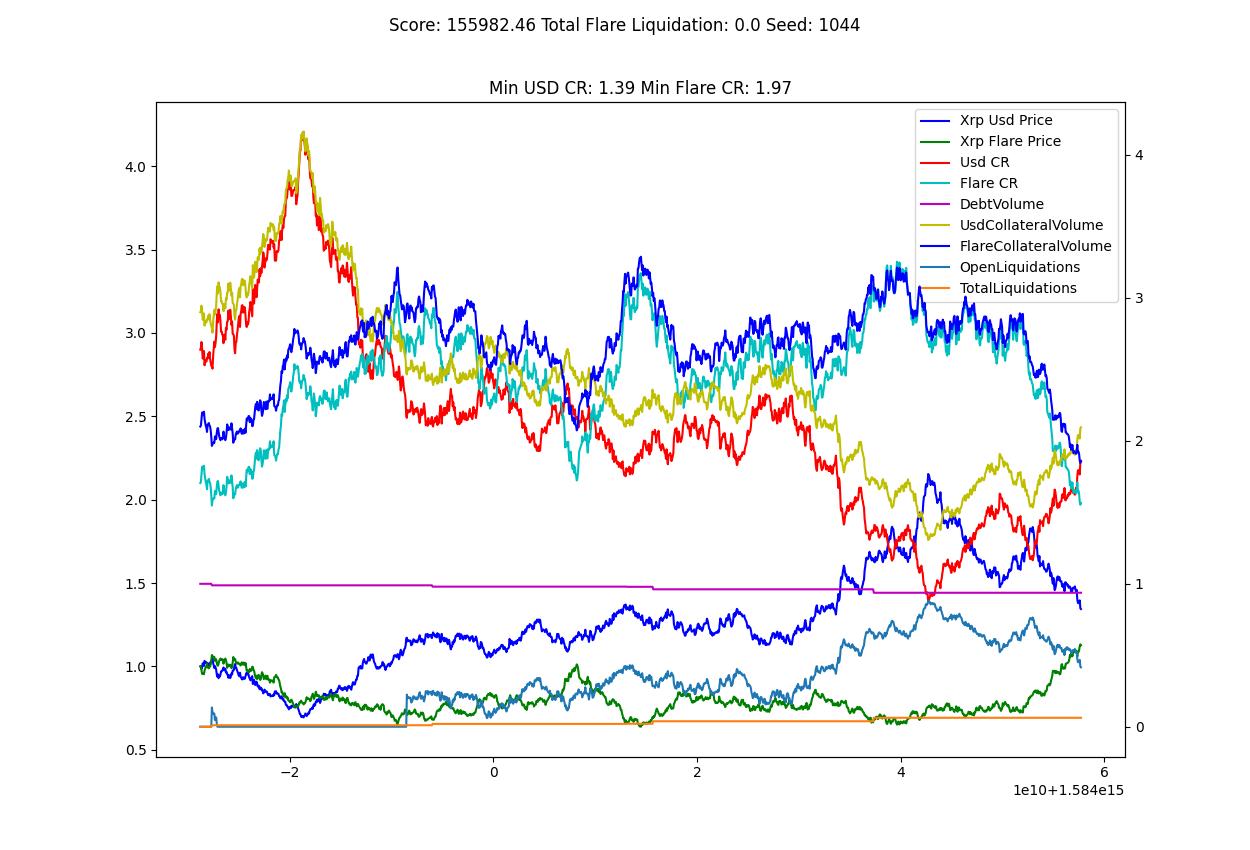 Score: 155982.46 Total Flare Liquidation: 0.0 Seed: 1044
Min USD CR: 1.39 Min Flare CR: 1.97
Xrp Usd Price
Xrp Flare Price
Usd CR
Flare CR
DebtVolume
UsdCollateralVolume
FlareCollateralVolume
OpenLiquidations
TotalLiquidations
4.0
3.5
3.0
2.5
2.0
1.5
1.0
0.5
4
3
2
1
0
−2
0
2
4
6
1e10+1.584e15